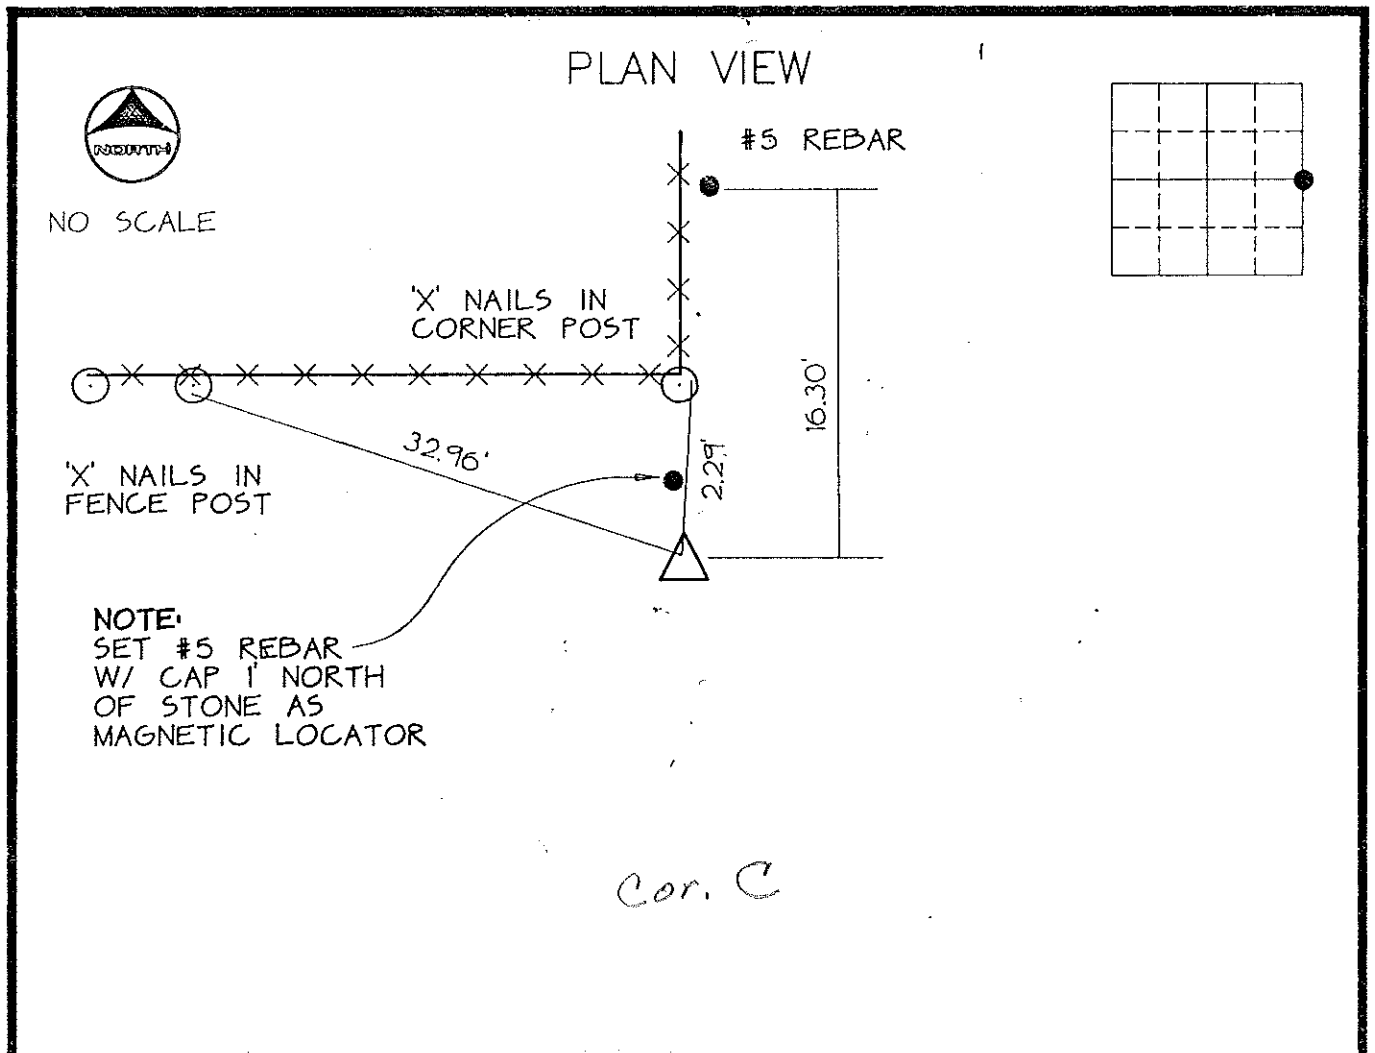 PLAN VIEW
NORTH
NO SCALE
#5 REBAR
'X' NAILS IN
CORNER POST
16.30'
32.96'
2.29'
'X' NAILS IN
FENCE POST
NOTE:
SET #5 REBAR
W/ CAP 1' NORTH
OF STONE AS
MAGNETIC LOCATOR
Cor. C